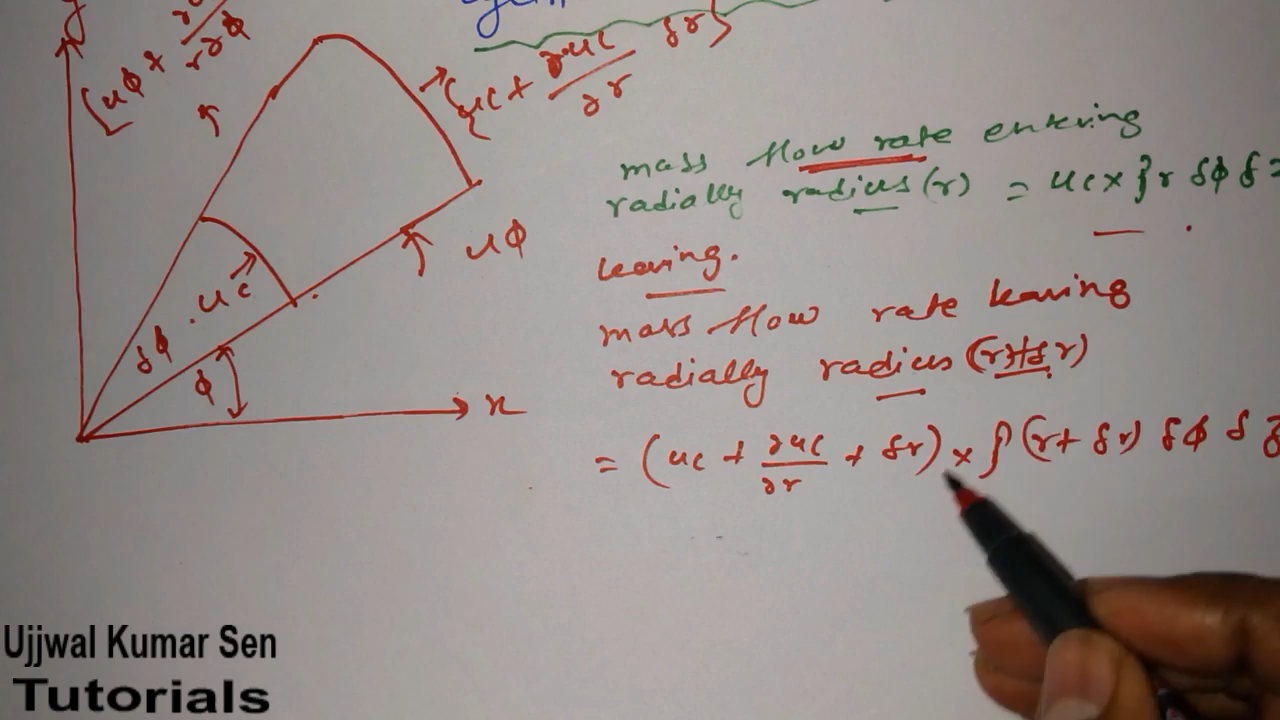 y
(uϕ +
r∂ϕ
(uc + ∂uc/∂r δr)
uϕ
uc
δϕ
ϕ
x
mass flow rate entering
radially radius (r) = uc x ρ r δϕ δz
leaving.
mass flow rate leaving
radially radius (r+δr)
= (uc + ∂uc/∂r + δr) x ρ (r + δr) δϕ δz
Ujjwal Kumar Sen
Tutorials